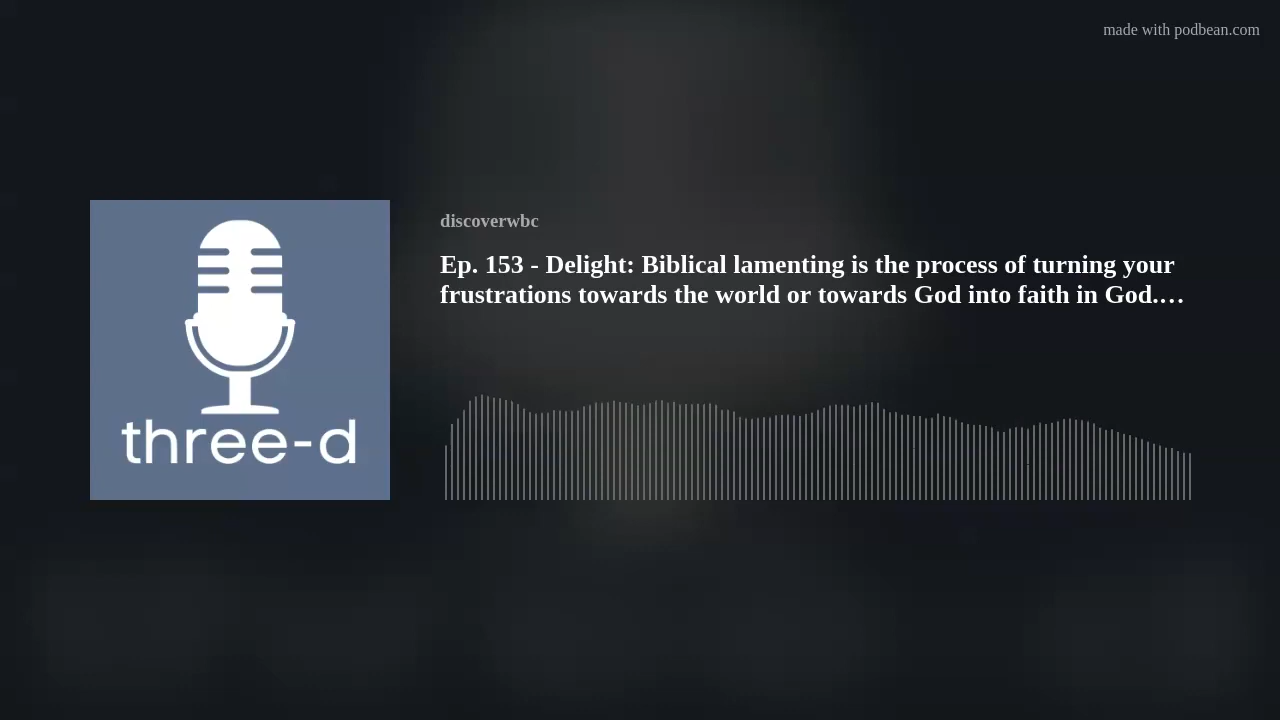 made with podbean.com
discoverwbc
Ep. 153 - Delight: Biblical lamenting is the process of turning your
frustrations towards the world or towards God into faith in God.…
three-d